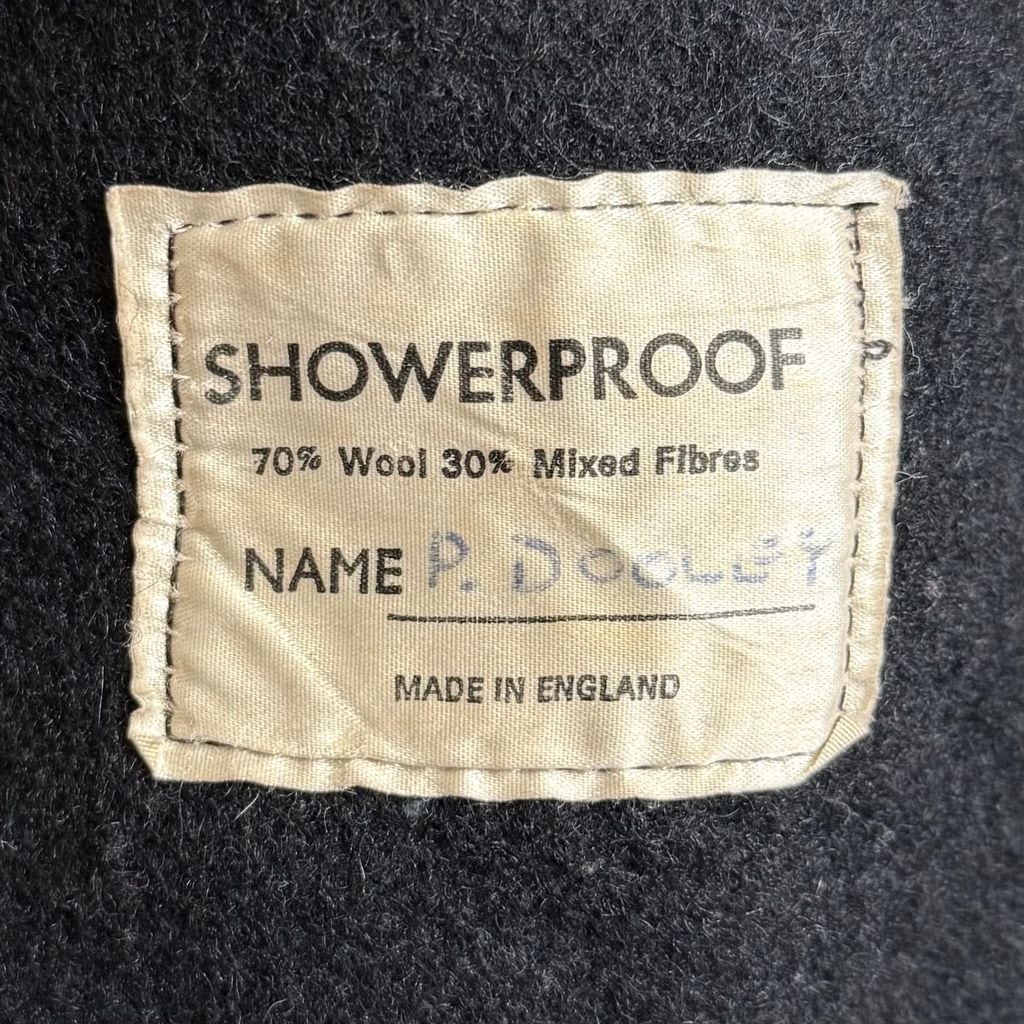 SHOWERPROOF
70% Wool 30% Mixed Fibres
NAME P. DOOLEY
MADE IN ENGLAND